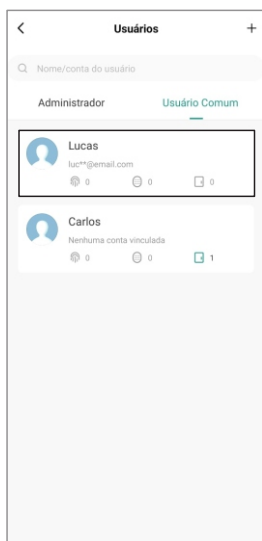 Usuários
Nome/conta do usuário
Administrador Usuário Comum
Lucas
luc**@email.com
0 0 0
Carlos
Nenhuma conta vinculada
0 0 1